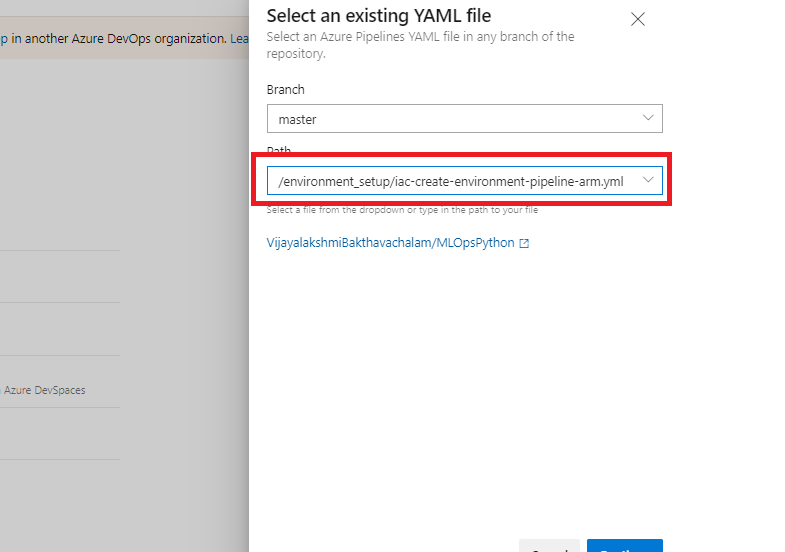 Select an existing YAML file
Select an Azure Pipelines YAML file in any branch of the
repository.
p in another Azure DevOps organization. Lea
Branch
master
Path
/environment_setup/iac-create-environment-pipeline-arm.yml
Select a file from the dropdown or type in the path to your file
VijayalakshmiBakthavachalam/MLOpsPython
Azure DevSpaces